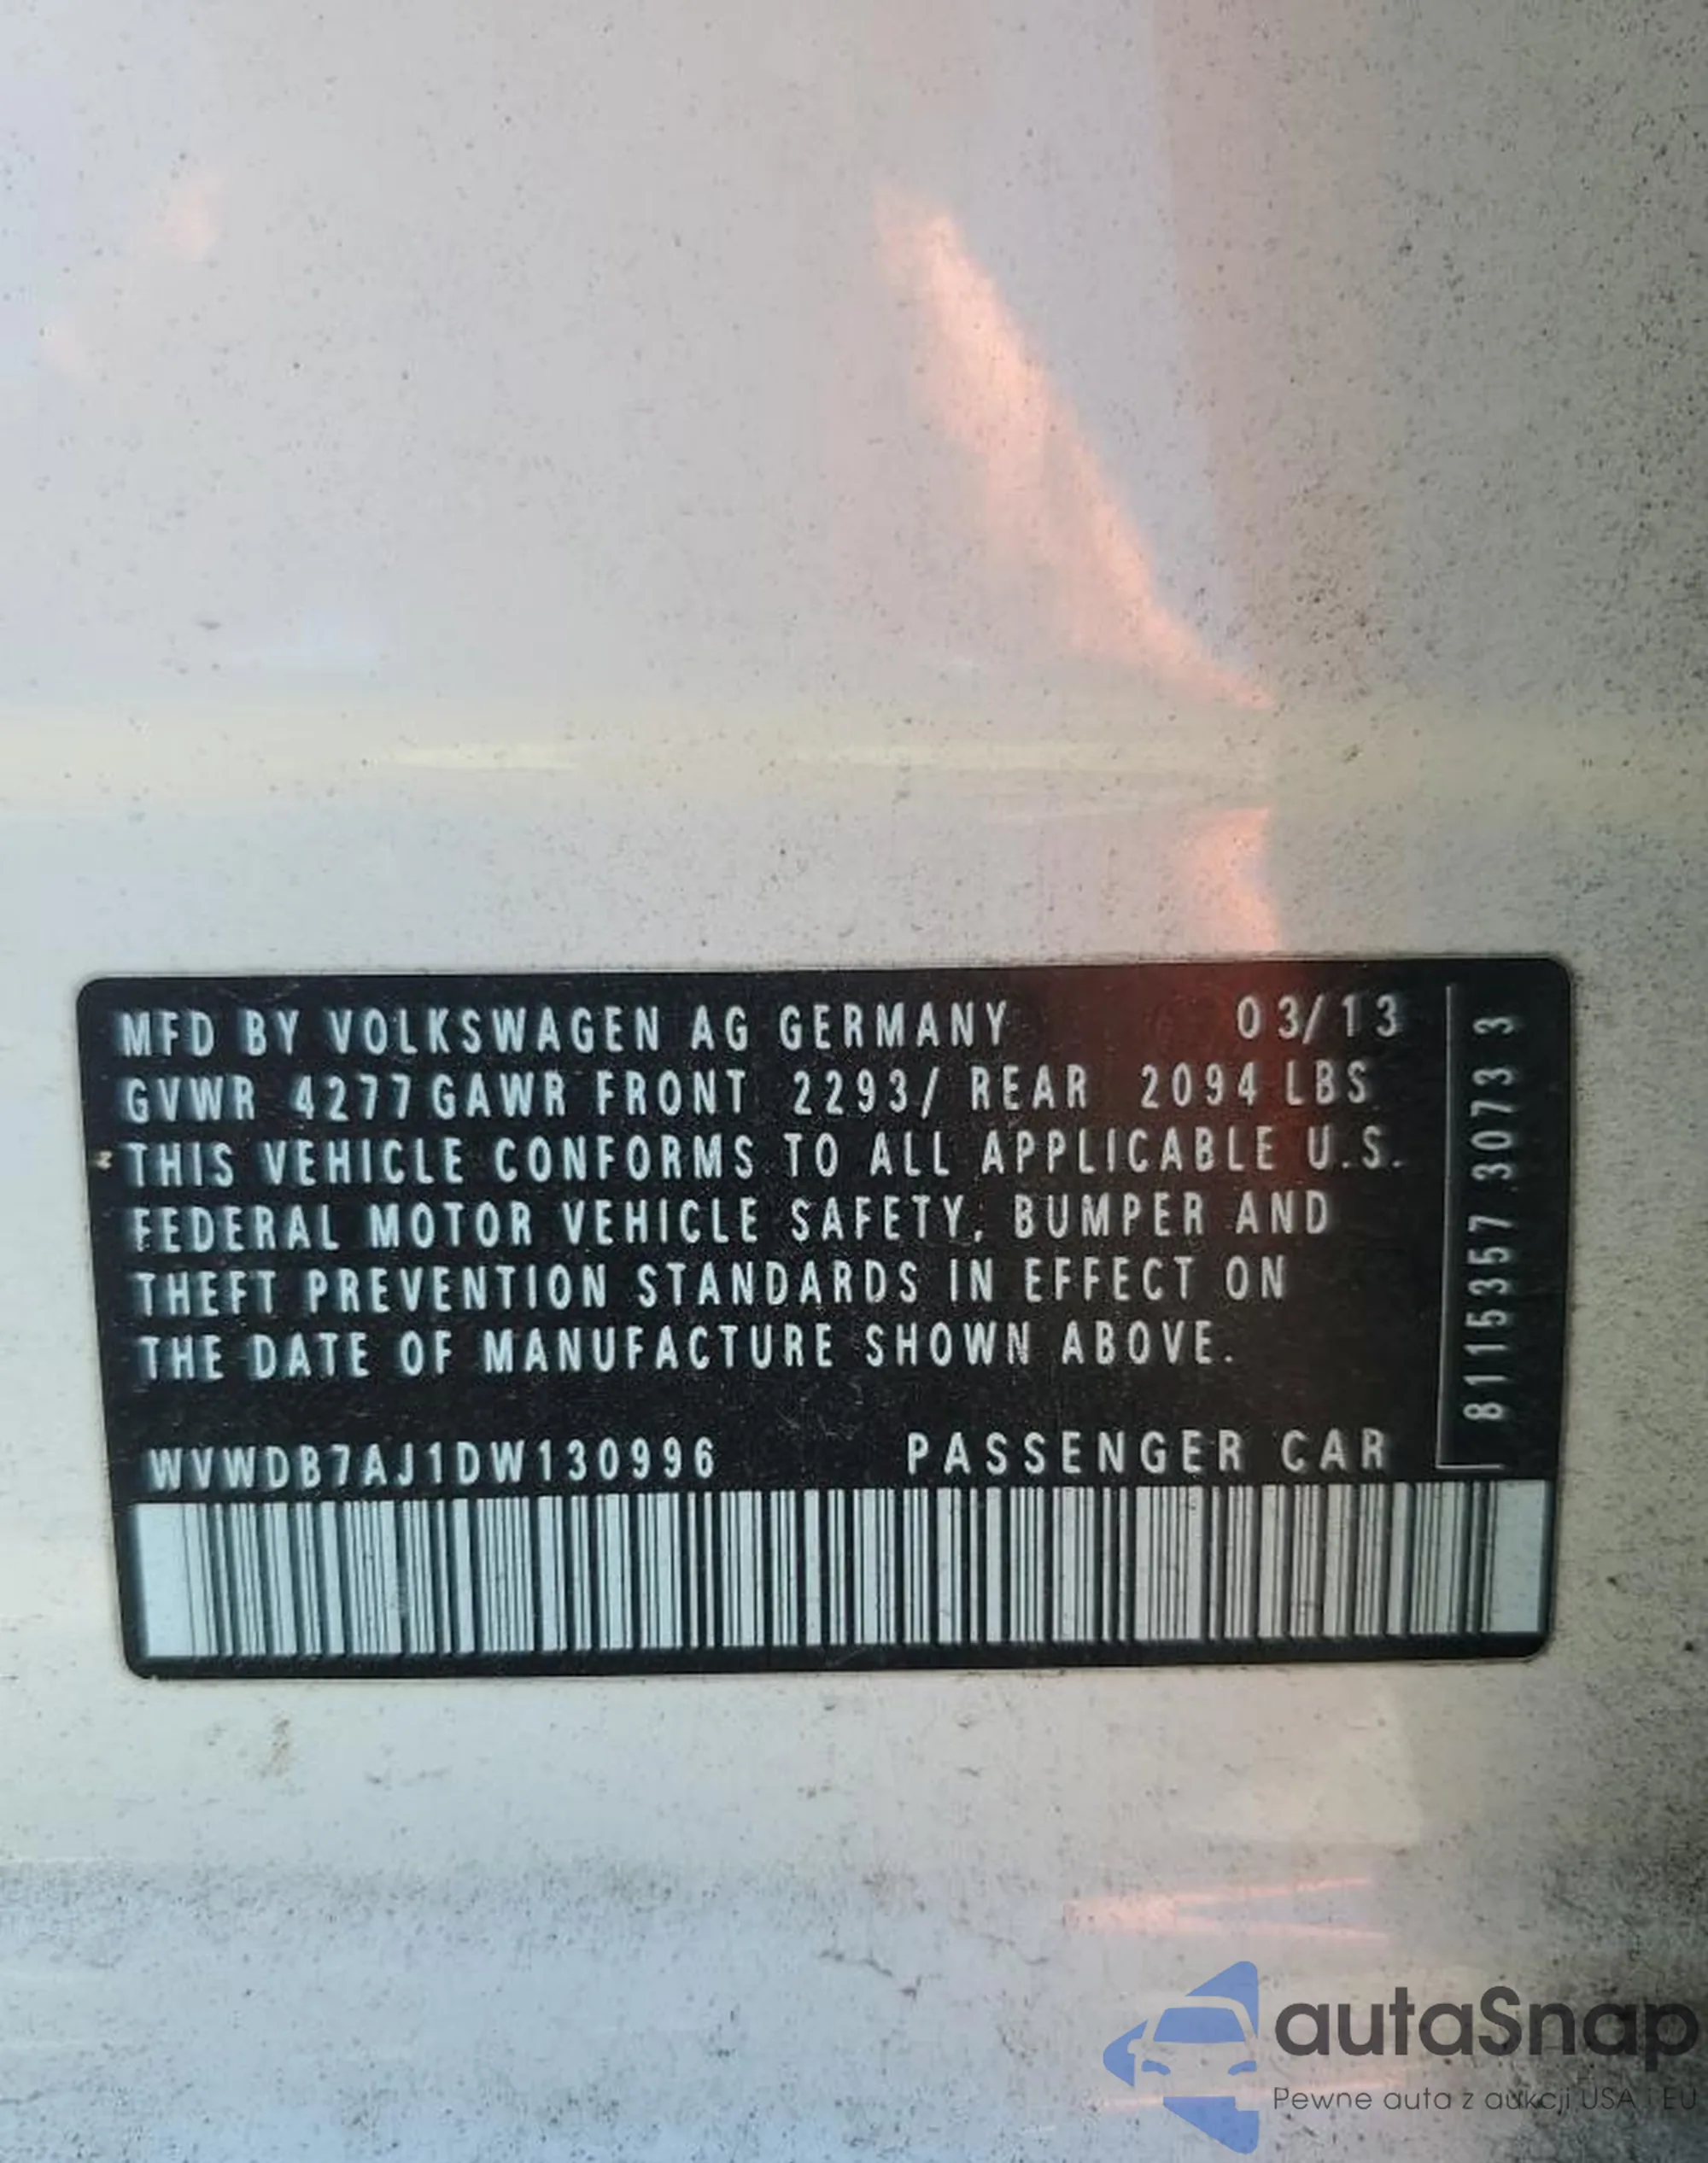 MFD BY VOLKSWAGEN AG GERMANY 03/13
GVWR 4277GAWR FRONT 2293/ REAR 2094 LBS
THIS VEHICLE CONFORMS TO ALL APPLICABLE U.S.
FEDERAL MOTOR VEHICLE SAFETY, BUMPER AND
THEFT PREVENTION STANDARDS IN EFFECT ON
THE DATE OF MANUFACTURE SHOWN ABOVE.
WVWDB7AJ1DW130996 PASSENGER CAR
8115357.3073 3
autaSnap
Pewne auta z aukcji USA i EU